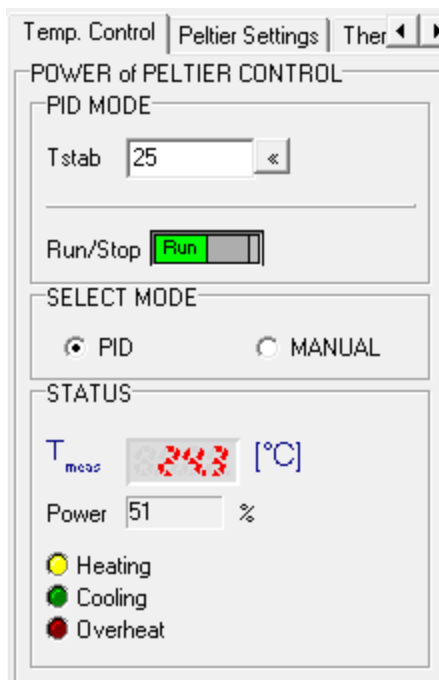 Temp. Control Peltier Settings Ther
POWER of PELTIER CONTROL
PID MODE
Tstab 25 «
Run/Stop Run
SELECT MODE
PID MANUAL
STATUS
Tmeas 24.3 [°C]
Power 51 %
Heating
Cooling
Overheat